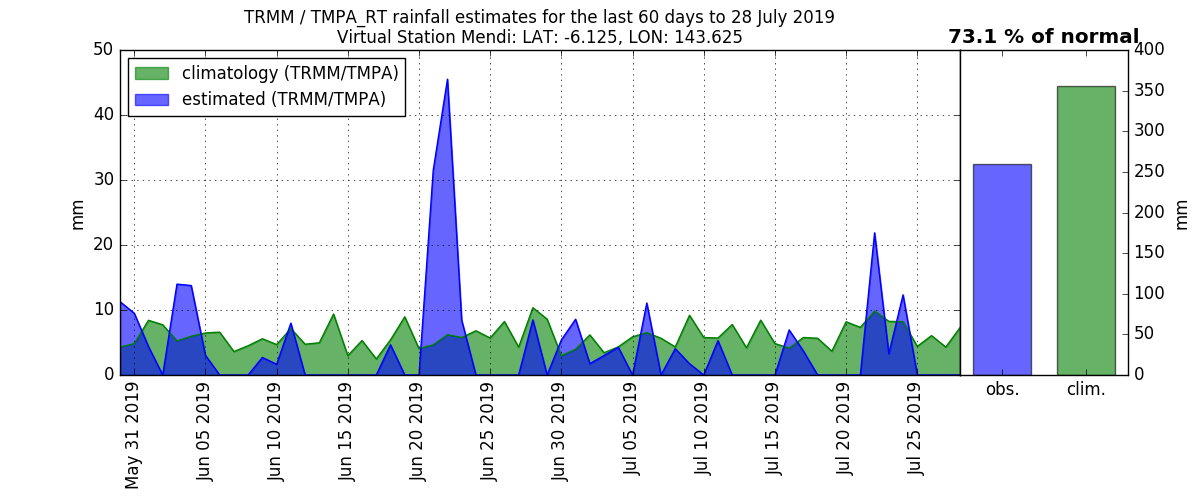 TRMM / TMPA_RT rainfall estimates for the last 60 days to 28 July 2019
Virtual Station Mendi: LAT: -6.125, LON: 143.625
73.1 % of normal
climatology (TRMM/TMPA)
estimated (TRMM/TMPA)
mm
50
40
30
20
10
0
May 31 2019
Jun 05 2019
Jun 10 2019
Jun 15 2019
Jun 20 2019
Jun 25 2019
Jun 30 2019
Jul 05 2019
Jul 10 2019
Jul 15 2019
Jul 20 2019
Jul 25 2019
obs.
clim.
400
350
300
250
200
150
100
50
0
mm